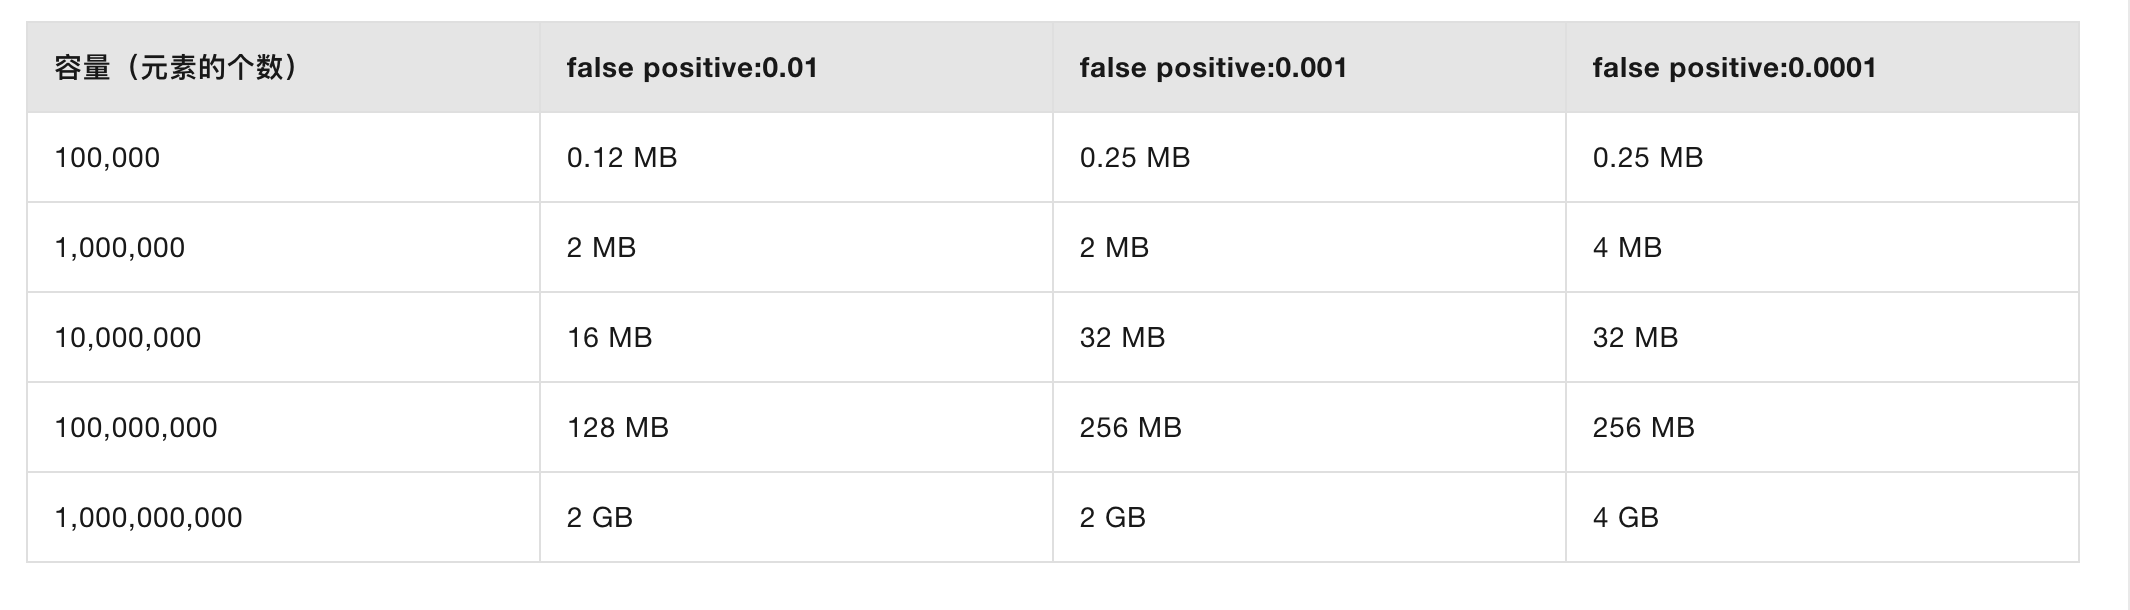 容量（元素的个数） false positive:0.01 false positive:0.001 false positive:0.0001
100,000 0.12 MB 0.25 MB 0.25 MB
1,000,000 2 MB 2 MB 4 MB
10,000,000 16 MB 32 MB 32 MB
100,000,000 128 MB 256 MB 256 MB
1,000,000,000 2 GB 2 GB 4 GB